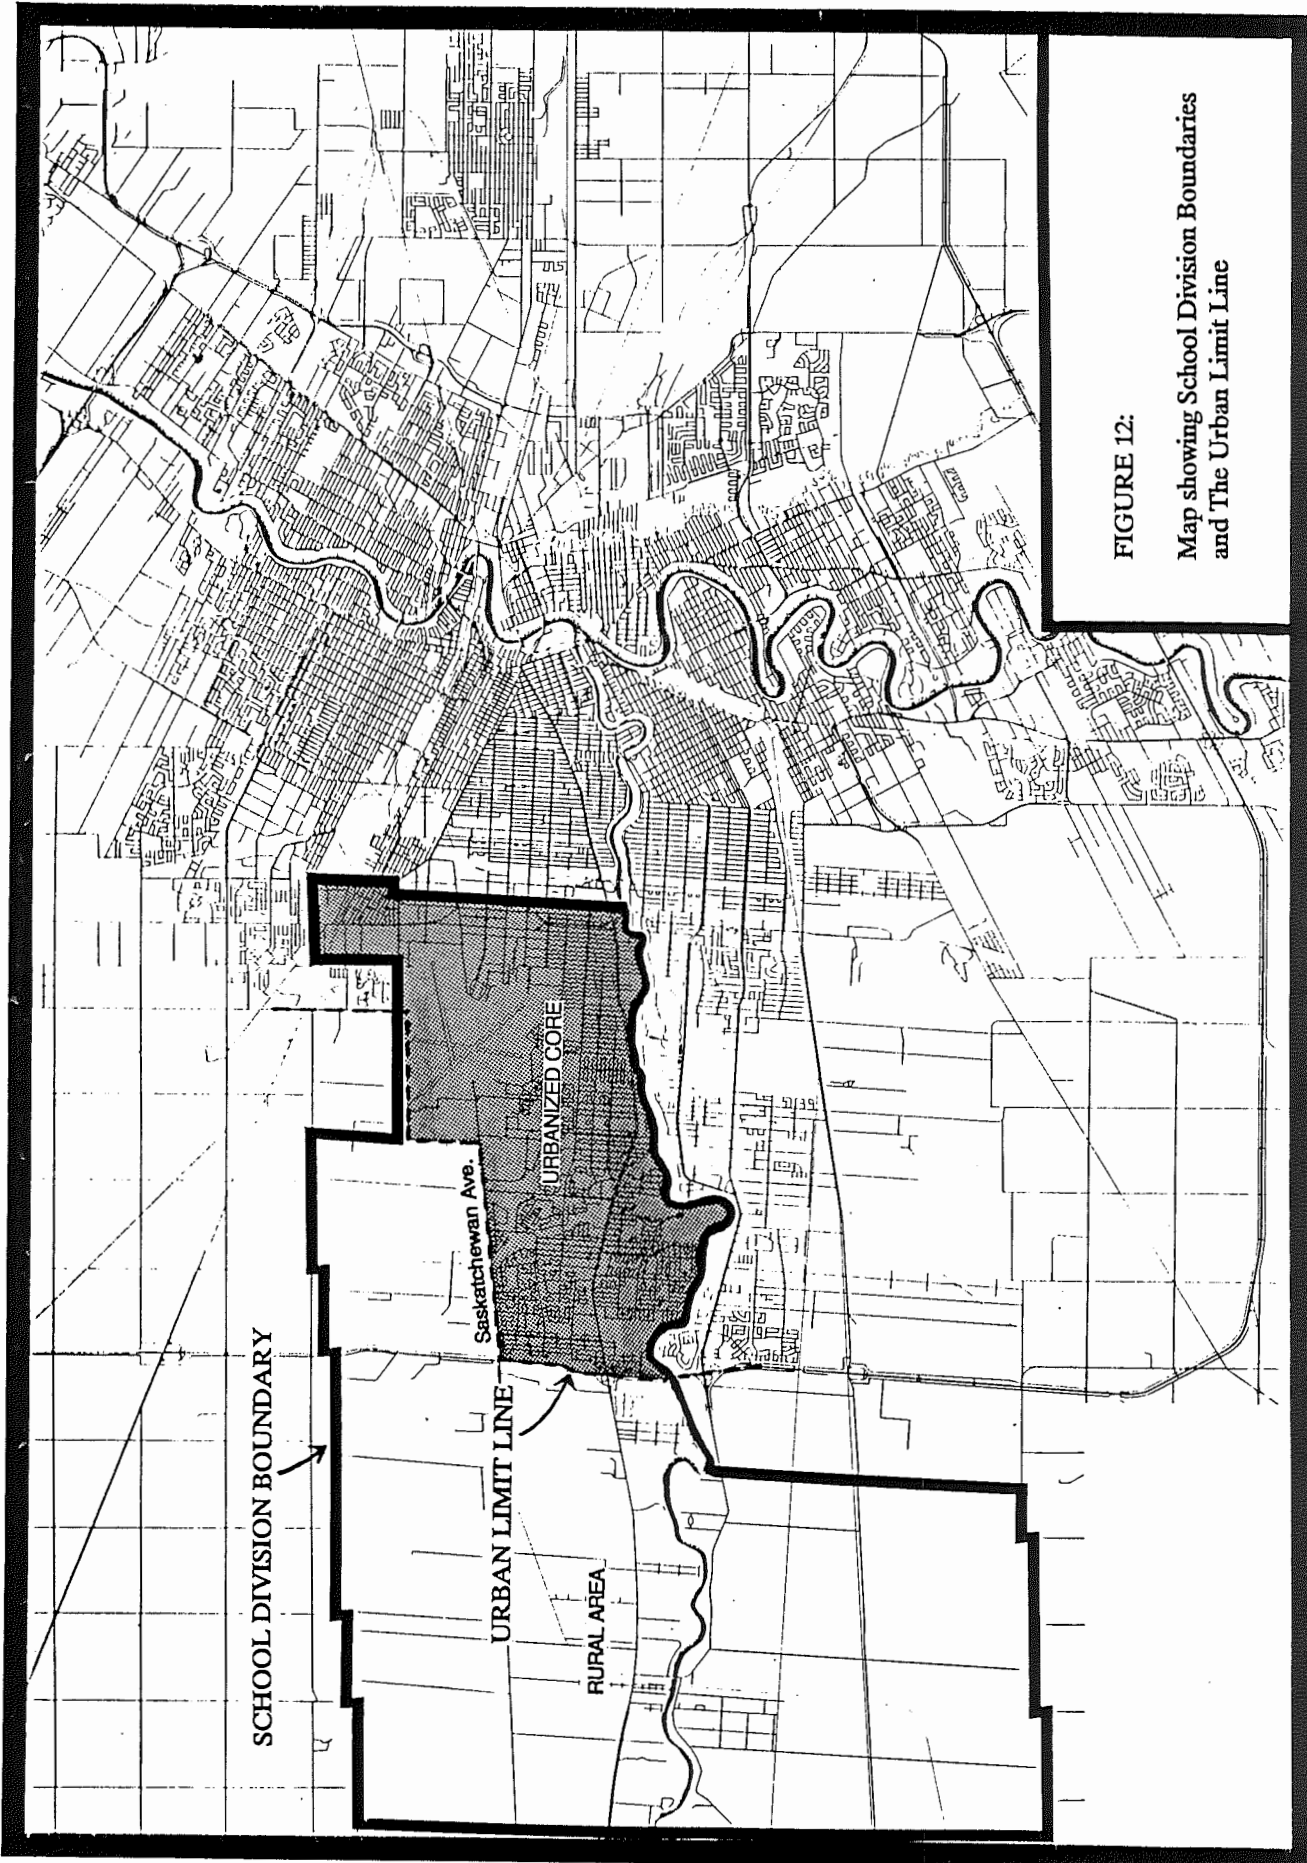 FIGURE 12:
Map showing School Division Boundaries
and The Urban Limit Line
SCHOOL DIVISION BOUNDARY
URBAN LIMIT LINE
RURAL AREA
Saskatchewan Ave.
URBANIZED CORE